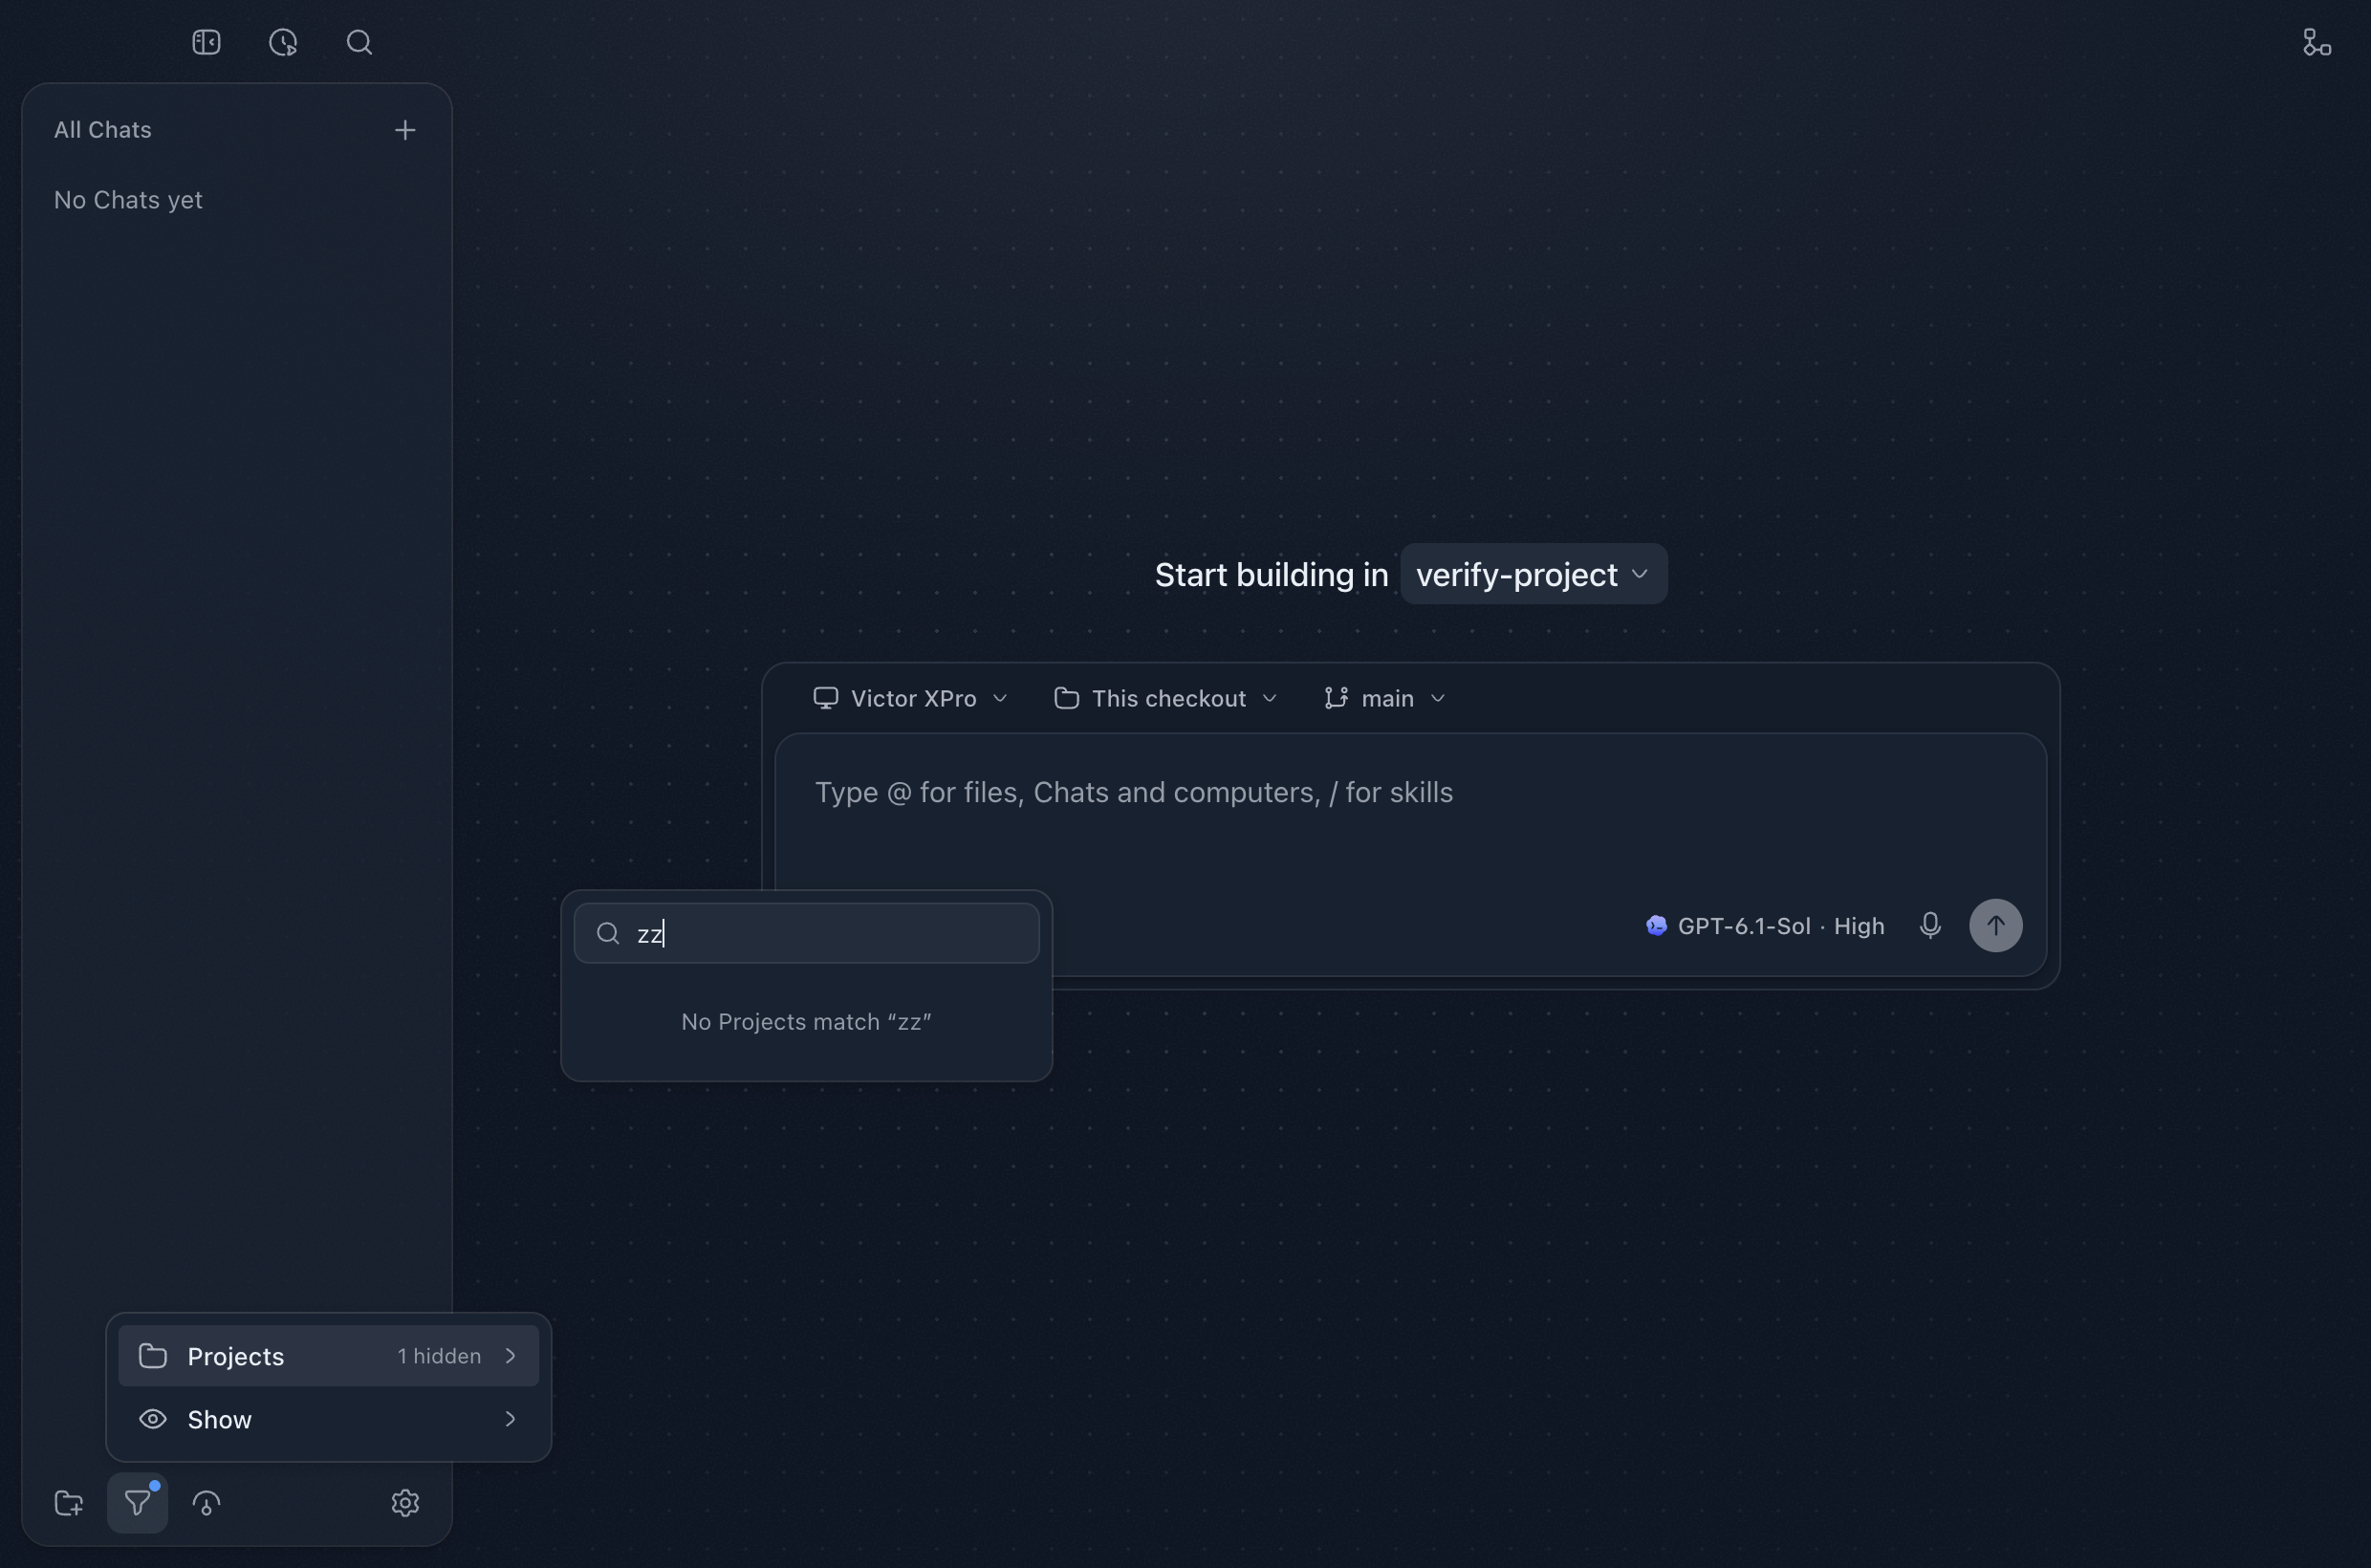 All Chats
No Chats yet
Start building in verify-project
Victor XPro This checkout main
Type @ for files, Chats and computers, / for skills
GPT-6.1-Sol · High
zz
No Projects match “zz”
Projects 1 hidden
Show